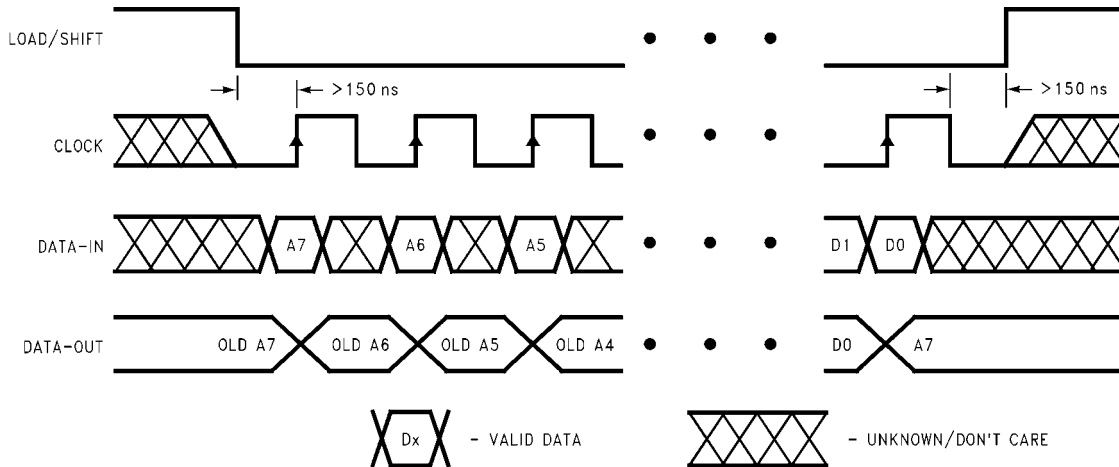 LOAD/SHIFT
>150 ns >150 ns
CLOCK
DATA-IN A7 A6 A5 D1 D0
DATA-OUT OLD A7 OLD A6 OLD A5 OLD A4 D0 A7
Dx - VALID DATA - UNKNOWN/DON'T CARE